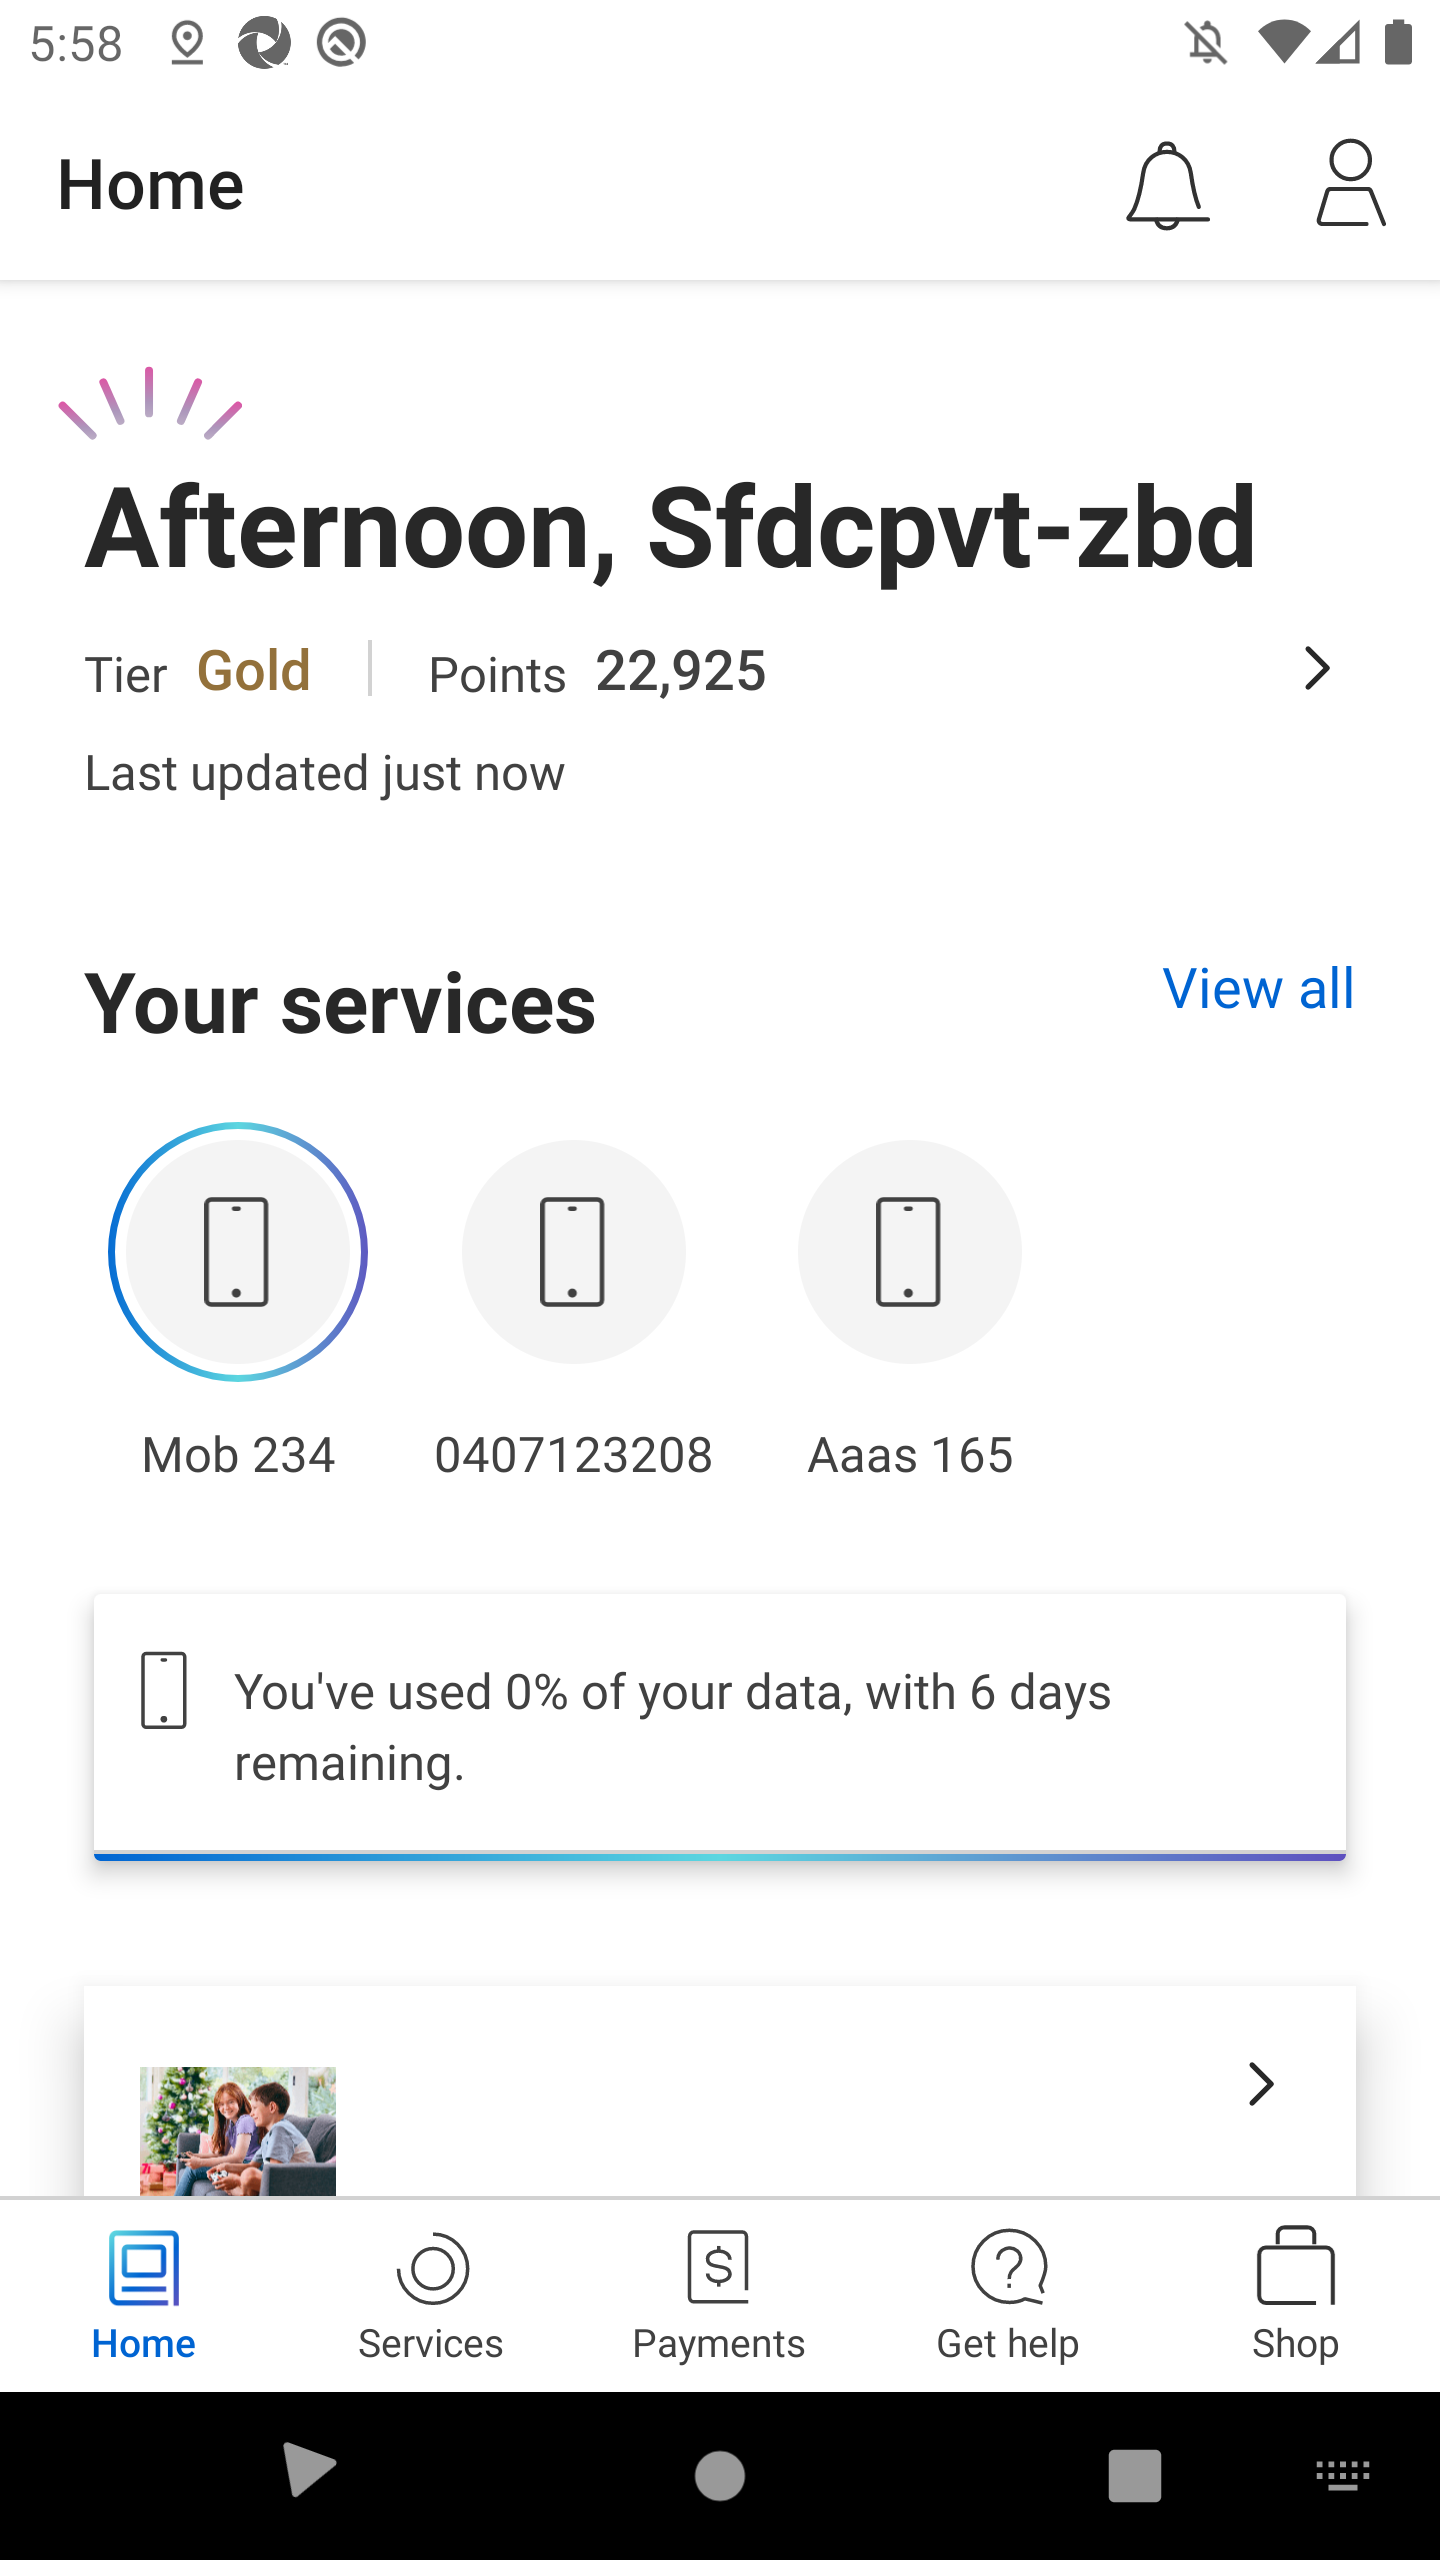 5:58
Home
Afternoon, Sfdcpvt-zbd
Tier Gold Points 22,925
Last updated just now
Your services View all
Mob 234 0407123208 Aaas 165
You've used 0% of your data, with 6 days
remaining.
Home Services Payments Get help Shop